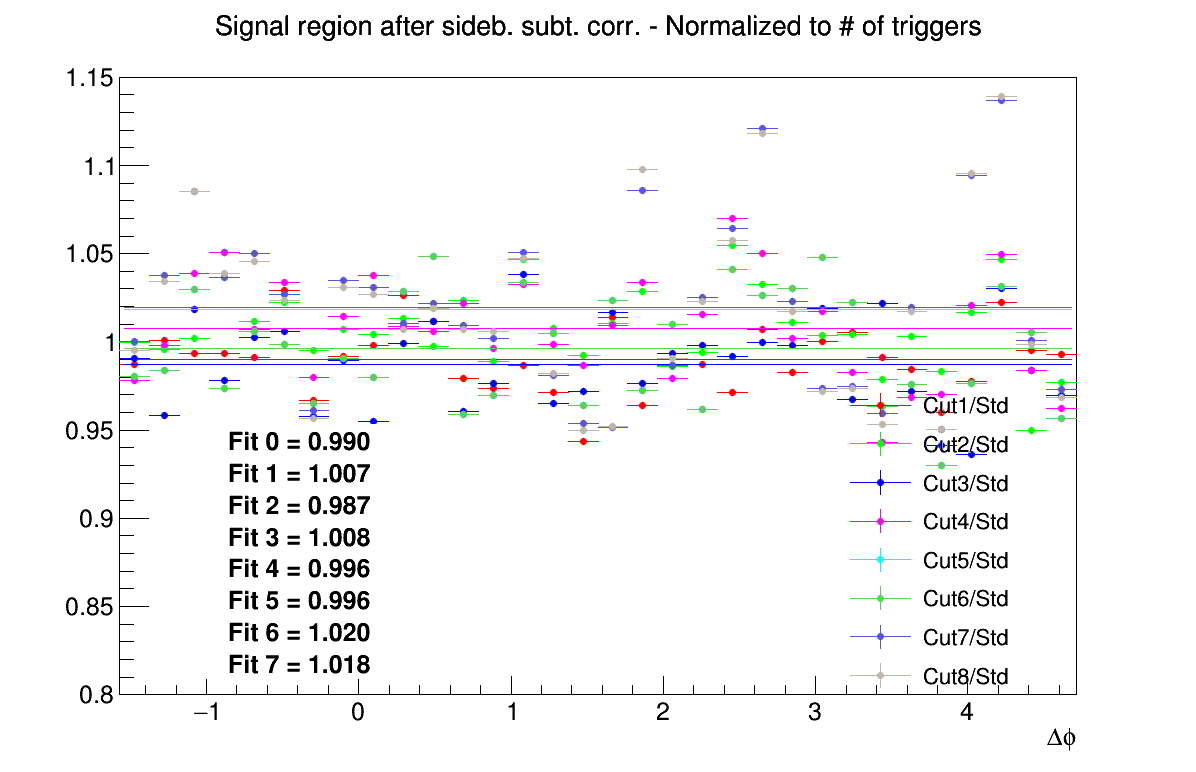 Signal region after sideb. subt. corr. - Normalized to # of triggers
1.15
1.1
1.05
1
0.95
0.9
0.85
0.8
Fit 0 = 0.990
Fit 1 = 1.007
Fit 2 = 0.987
Fit 3 = 1.008
Fit 4 = 0.996
Fit 5 = 0.996
Fit 6 = 1.020
Fit 7 = 1.018
Cut1/Std
Cut2/Std
Cut3/Std
Cut4/Std
Cut5/Std
Cut6/Std
Cut7/Std
Cut8/Std
−1 0 1 2 3 4
Δϕ